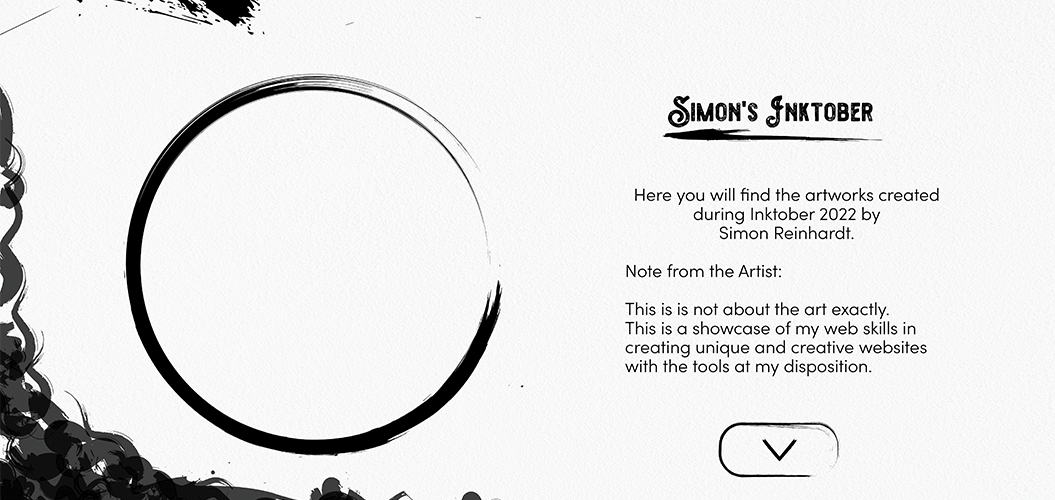 Simon's Inktober
Here you will find the artworks created
during Inktober 2022 by
Simon Reinhardt.
Note from the Artist:
This is is not about the art exactly.
This is a showcase of my web skills in
creating unique and creative websites
with the tools at my disposition.